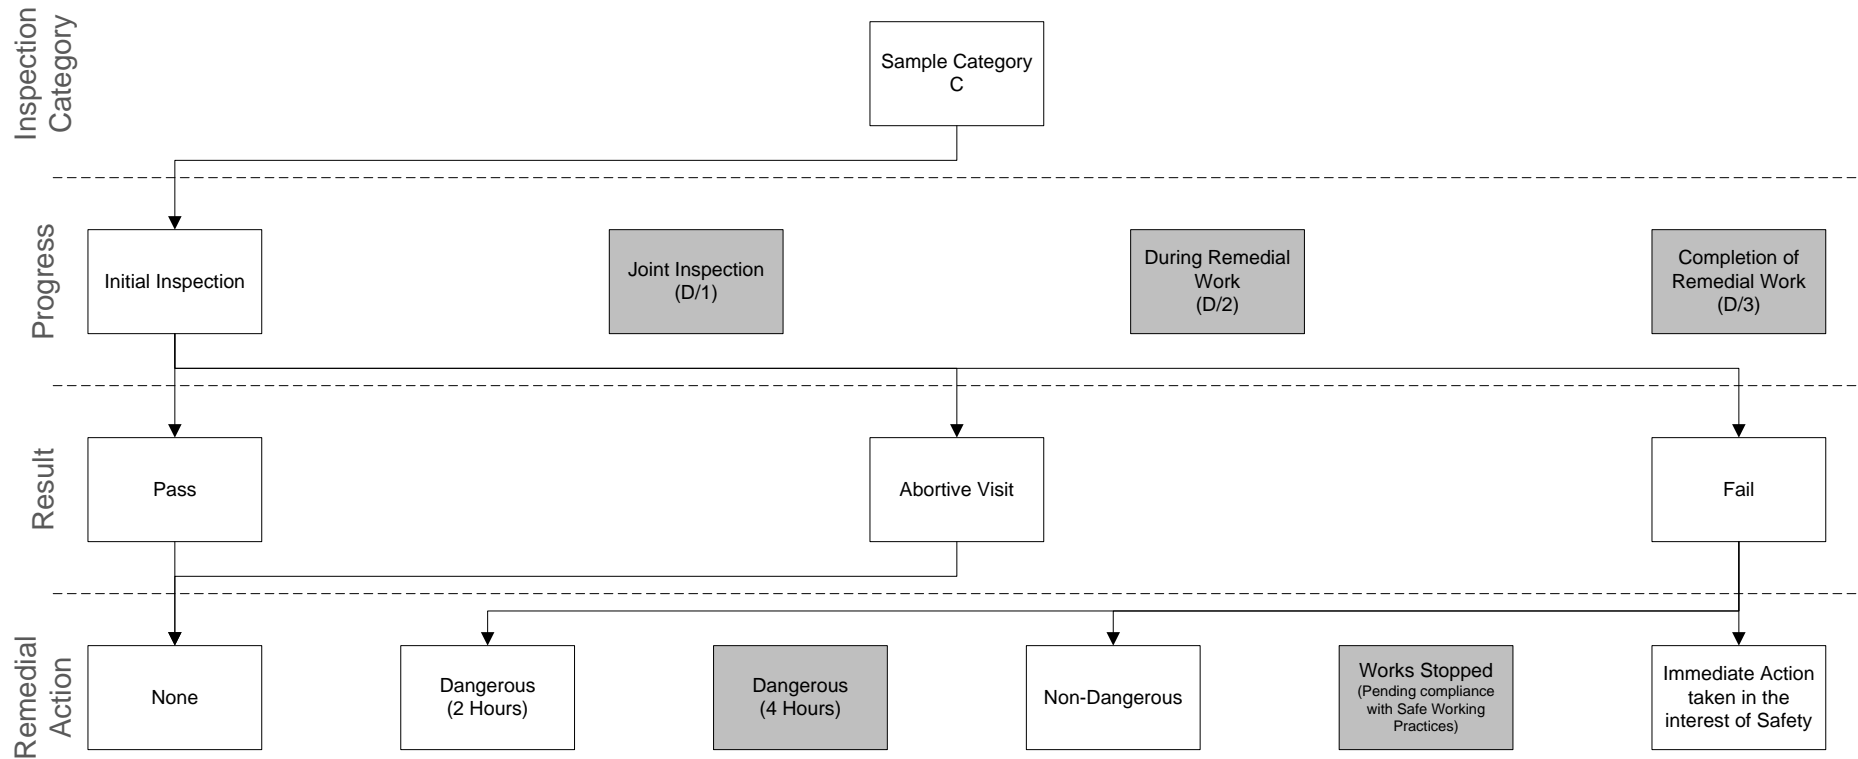 Inspection
Category
Sample Category
C
Progress
Initial Inspection
Joint Inspection
(D/1)
During Remedial
Work
(D/2)
Completion of
Remedial Work
(D/3)
Result
Pass
Abortive Visit
Fail
Remedial
Action
None
Dangerous
(2 Hours)
Dangerous
(4 Hours)
Non-Dangerous
Works Stopped
(Pending compliance
with Safe Working
Practices)
Immediate Action
taken in the
interest of Safety